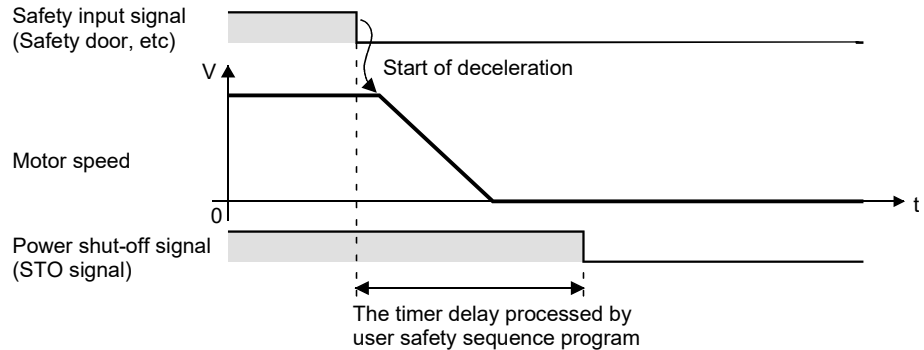 Safety input signal
(Safety door, etc)
Start of deceleration
V
Motor speed
0
t
Power shut-off signal
(STO signal)
The timer delay processed by
user safety sequence program